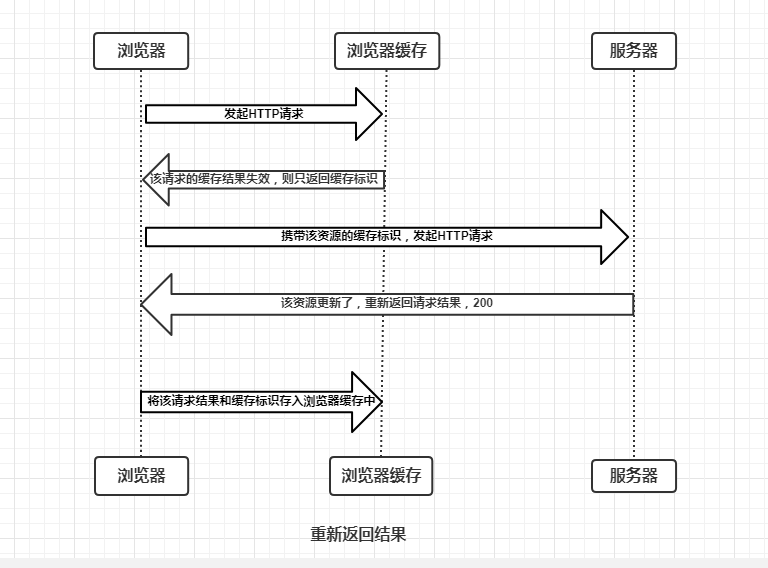 浏览器
浏览器缓存
服务器
发起HTTP请求
该请求的缓存结果失效，则只返回缓存标识
携带该资源的缓存标识，发起HTTP请求
该资源更新了，重新返回请求结果，200
将该请求结果和缓存标识存入浏览器缓存中
浏览器
浏览器缓存
服务器
重新返回结果